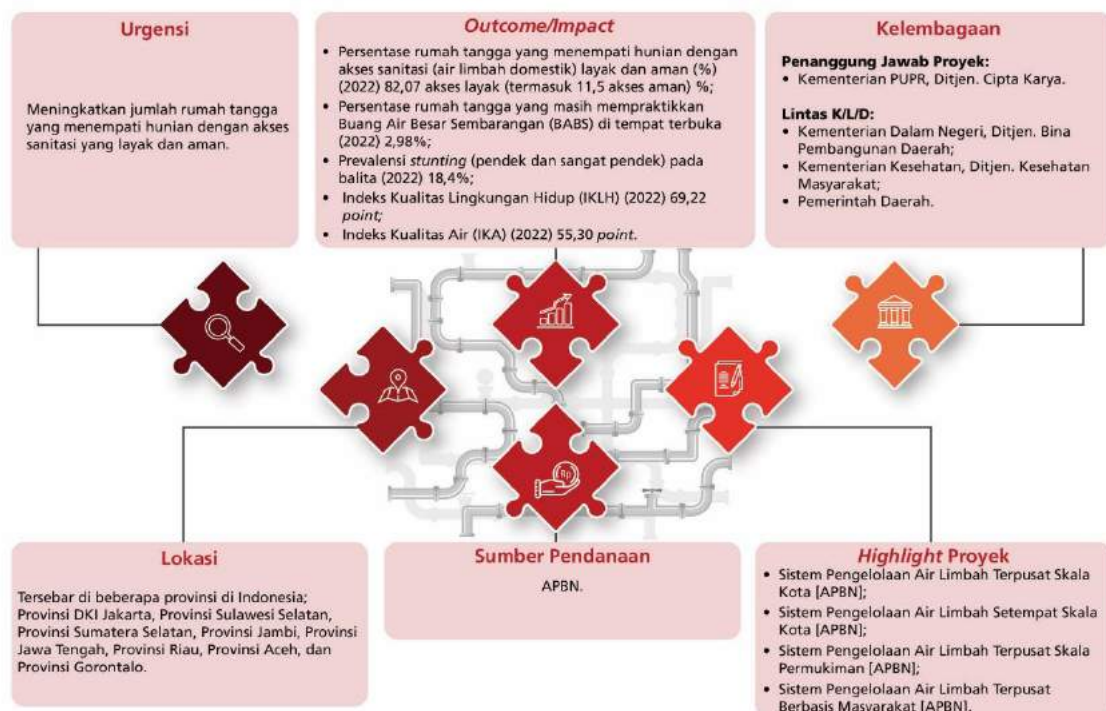 Urgensi
Meningkatkan jumlah rumah tangga
yang menempati hunian dengan akses
sanitasi yang layak dan aman.
Outcome/Impact
• Persentase rumah tangga yang menempati hunian dengan
akses sanitasi (air limbah domestik) layak dan aman (%)
(2022) 82,07 akses layak (termasuk 11,5 akses aman) %;
• Persentase rumah tangga yang masih mempraktikkan
Buang Air Besar Sembarangan (BABS) di tempat terbuka
(2022) 2,98%;
• Prevalensi stunting (pendek dan sangat pendek) pada
balita (2022) 18,4%;
• Indeks Kualitas Lingkungan Hidup (IKLH) (2022) 69,22
point;
• Indeks Kualitas Air (IKA) (2022) 55,30 point.
Kelembagaan
Penanggung Jawab Proyek:
• Kementerian PUPR, Ditjen. Cipta Karya.
Lintas K/L/D:
• Kementerian Dalam Negeri, Ditjen. Bina
Pembangunan Daerah;
• Kementerian Kesehatan, Ditjen. Kesehatan
Masyarakat;
• Pemerintah Daerah.
Rp
Lokasi
Tersebar di beberapa provinsi di Indonesia;
Provinsi DKI Jakarta, Provinsi Sulawesi Selatan,
Provinsi Sumatera Selatan, Provinsi Jambi, Provinsi
Jawa Tengah, Provinsi Riau, Provinsi Aceh, dan
Provinsi Gorontalo.
Sumber Pendanaan
APBN.
Highlight Proyek
• Sistem Pengelolaan Air Limbah Terpusat Skala
Kota [APBN];
• Sistem Pengelolaan Air Limbah Setempat Skala
Kota [APBN];
• Sistem Pengelolaan Air Limbah Terpusat Skala
Permukiman [APBN];
• Sistem Pengelolaan Air Limbah Terpusat
Berbasis Masyarakat [APBN].